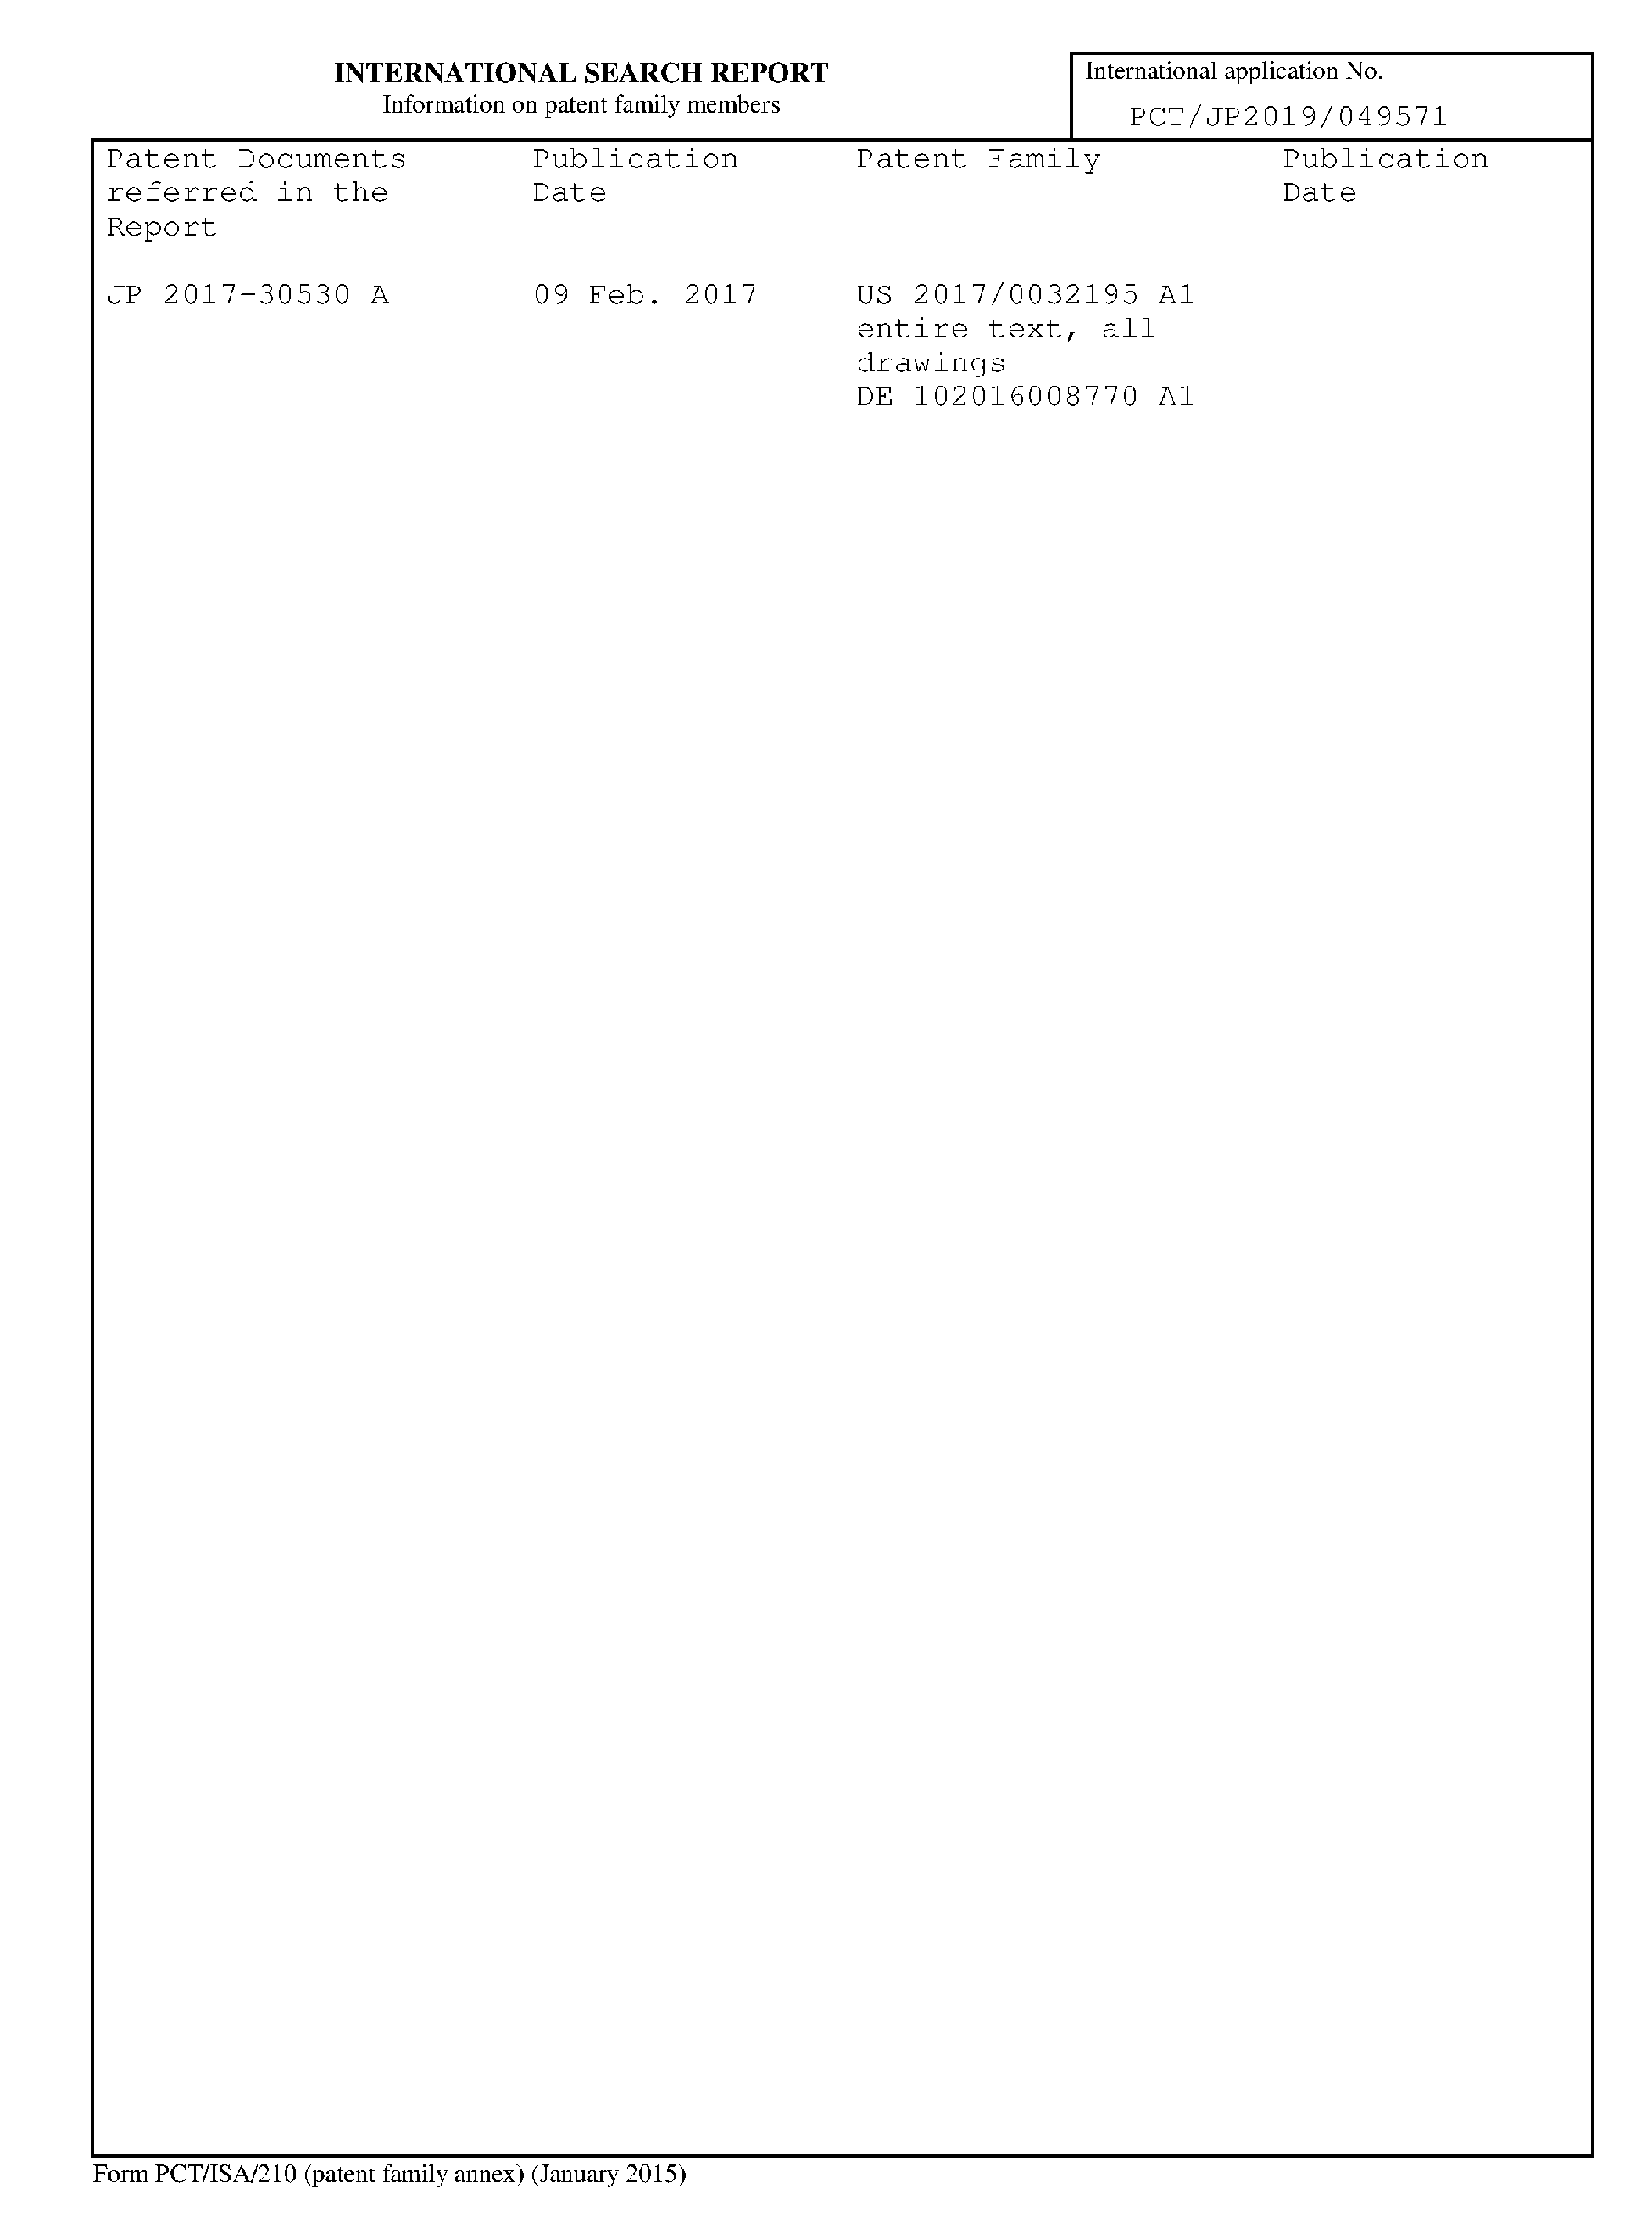 INTERNATIONAL SEARCH REPORT
Information on patent family members
International application No.
PCT/JP2019/049571
Patent Documents referred in the Report
Publication Date
Patent Family
Publication Date
JP 2017-30530 A
09 Feb. 2017
US 2017/0032195 A1
entire text, all
drawings
DE 102016008770 A1
Form PCT/ISA/210 (patent family annex) (January 2015)